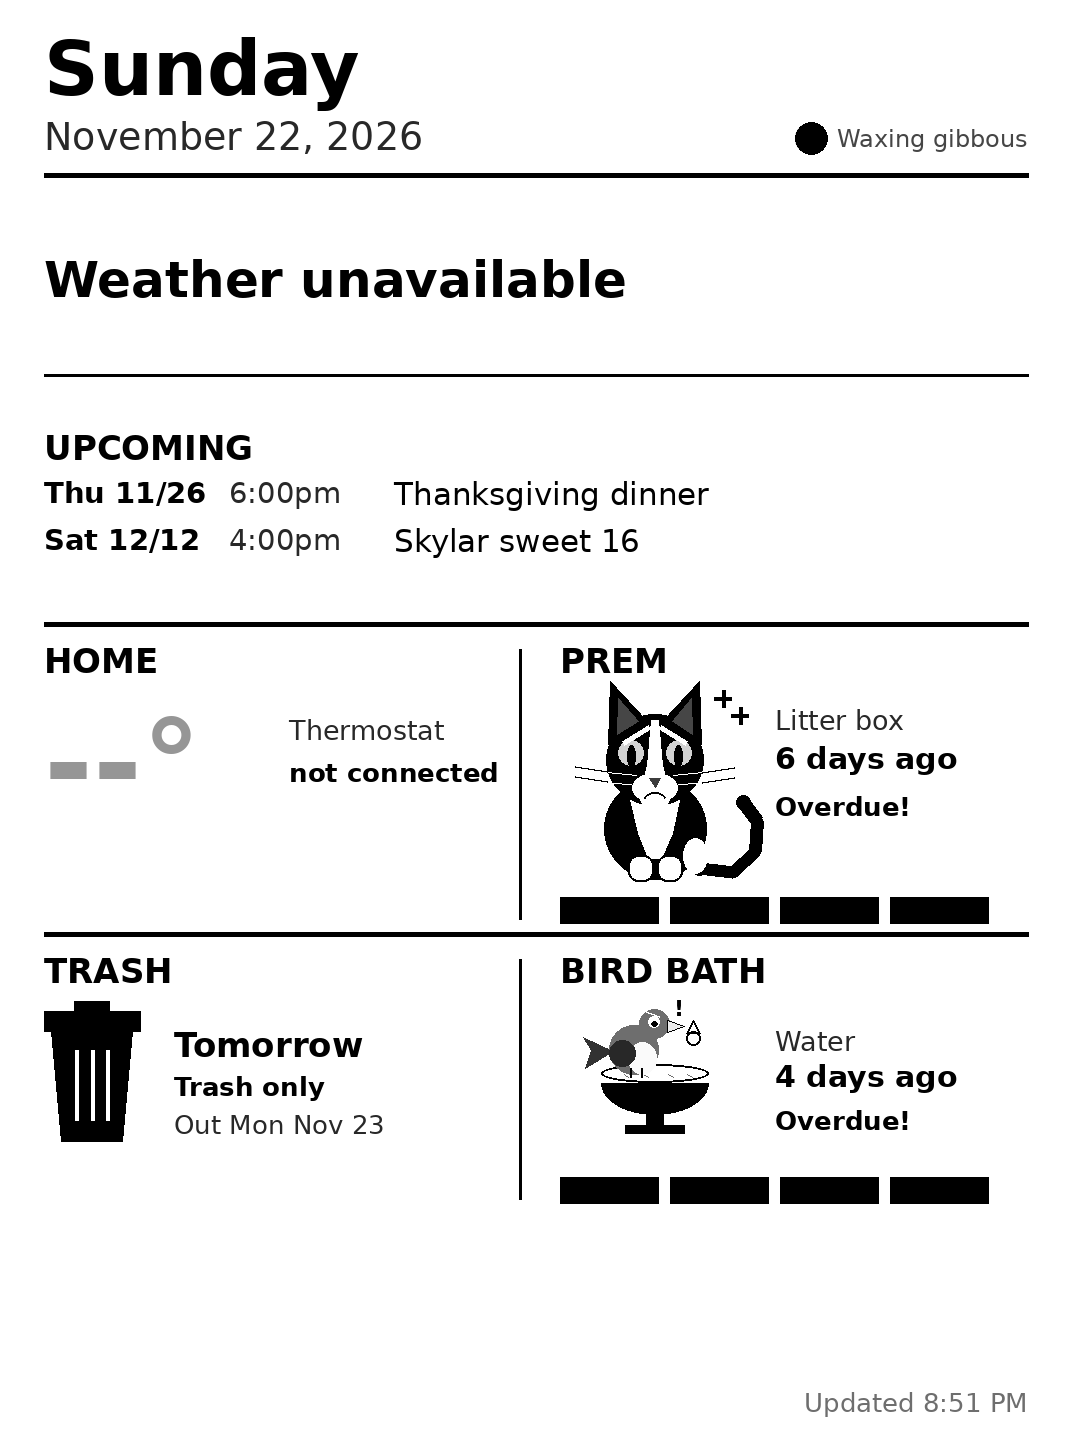 Sunday
November 22, 2026
Waxing gibbous
Weather unavailable
UPCOMING
Thu 11/26 6:00pm Thanksgiving dinner
Sat 12/12 4:00pm Skylar sweet 16
HOME
Thermostat
not connected
PREM
Litter box
6 days ago
Overdue!
TRASH
Tomorrow
Trash only
Out Mon Nov 23
BIRD BATH
!
Water
4 days ago
Overdue!
Updated 8:51 PM